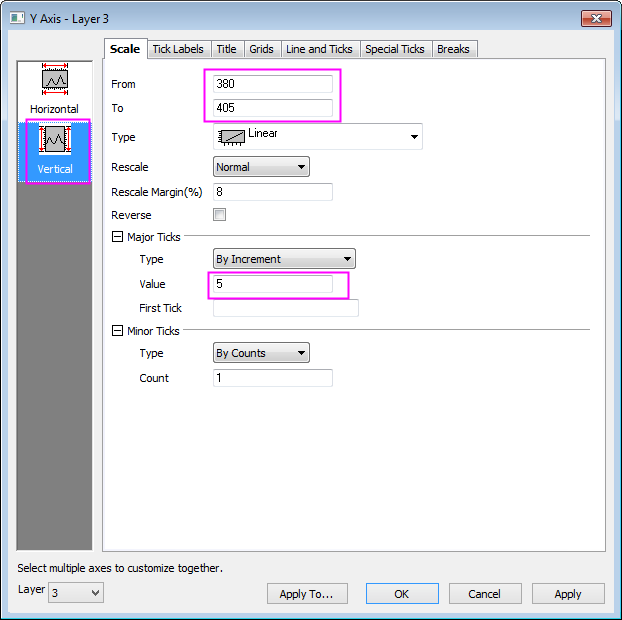 Y Axis - Layer 3
Scale Tick Labels Title Grids Line and Ticks Special Ticks Breaks
Horizontal
Vertical
From 380
To 405
Type Linear
Rescale Normal
Rescale Margin(%) 8
Reverse
Major Ticks
Type By Increment
Value 5
First Tick
Minor Ticks
Type By Counts
Count 1
Select multiple axes to customize together.
Layer 3
Apply To... OK Cancel Apply